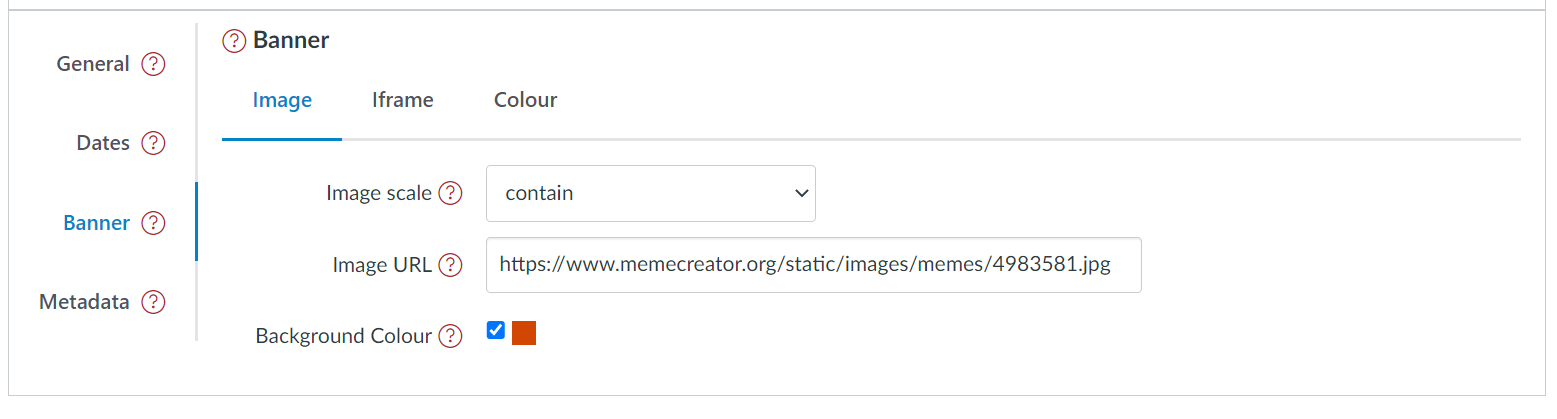 General ?
Dates ?
Banner ?
Metadata ?
? Banner
Image Iframe Colour
Image scale ? contain
Image URL ? https://www.memecreator.org/static/images/memes/4983581.jpg
Background Colour ?